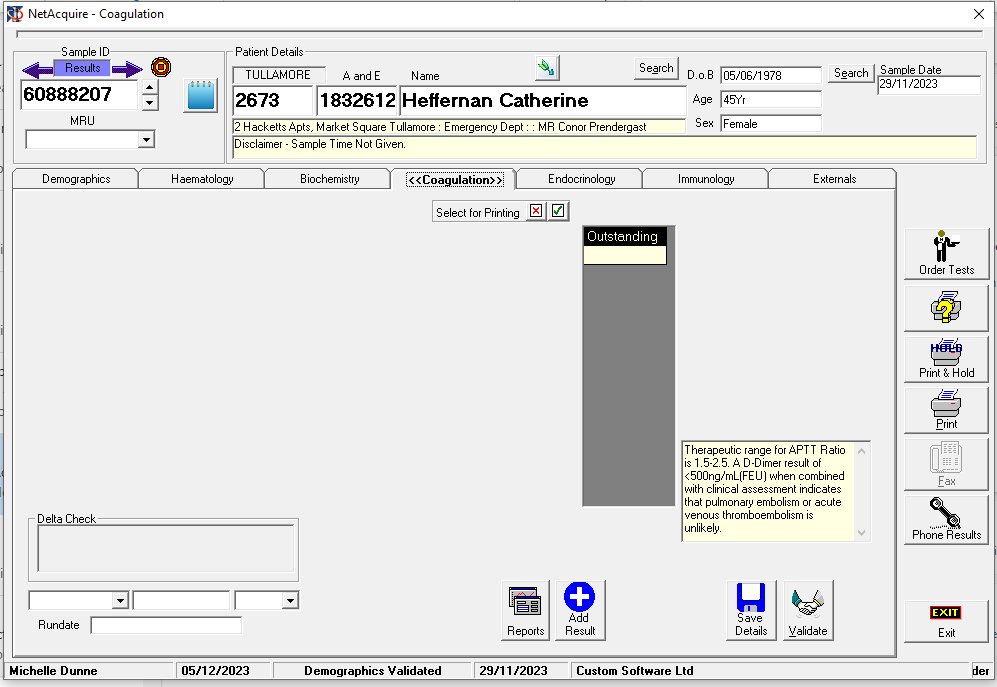 NetAcquire - Coagulation
Sample ID
Results
60888207
MRU
Patient Details
TULLAMORE
A and E
Name
Search
2673
1832612
Heffernan Catherine
D.o.B
05/06/1978
Search
Sample Date
29/11/2023
Age
45Yr
Sex
Female
2 Hacketts Apts, Market Square Tullamore : Emergency Dept : : MR Conor Prendergast
Disclaimer - Sample Time Not Given.
Demographics
Haematology
Biochemistry
<<Coagulation>>
Endocrinology
Immunology
Externals
Select for Printing
Outstanding
Order Tests
HOLD
Print & Hold
Print
Fax
Phone Results
Therapeutic range for APTT Ratio
is 1.5-2.5. A D-Dimer result of
<500ng/mL(FEU) when combined
with clinical assessment indicates
that pulmonary embolism or acute
venous thromboembolism is
unlikely.
Delta Check
Rundate
Reports
Add
Result
Save
Details
Validate
EXIT
Exit
Michelle Dunne
05/12/2023
Demographics Validated
29/11/2023
Custom Software Ltd
der